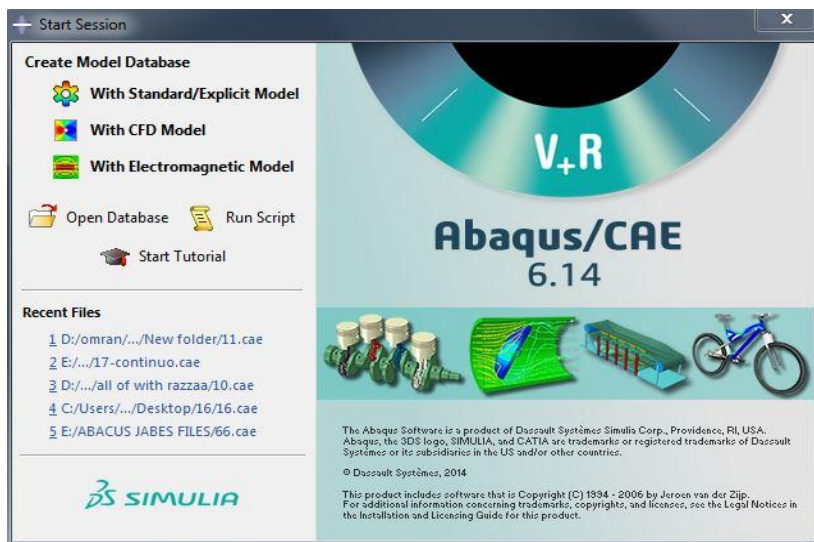 Start Session
X
Create Model Database
With Standard/Explicit Model
With CFD Model
With Electromagnetic Model
Open Database Run Script
Start Tutorial
Recent Files
1 D:/omran/.../New folder/11.cae
2 E:/.../17-continuo.cae
3 D:/.../all of with razzaa/10.cae
4 C:/Users/.../Desktop/16/16.cae
5 E:/ABACUS JABES FILES/66.cae
SIMULIA
V+R
Abaqus/CAE
6.14
The Abaqus Software is a product of Dassault Systèmes Simulia Corp., Providence, RI, USA.
Abaqus, the 3DS logo, SIMULIA, and CATIA are trademarks or registered trademarks of Dassault
Systèmes or its subsidiaries in the US and/or other countries.
© Dassault Systèmes, 2014
This product includes software that is Copyright (C) 1994 - 2006 by Jeroen van der Zijp.
For additional information concerning trademarks, copyrights, and licenses, see the Legal Notices in
the Installation and Licensing Guide for this product.